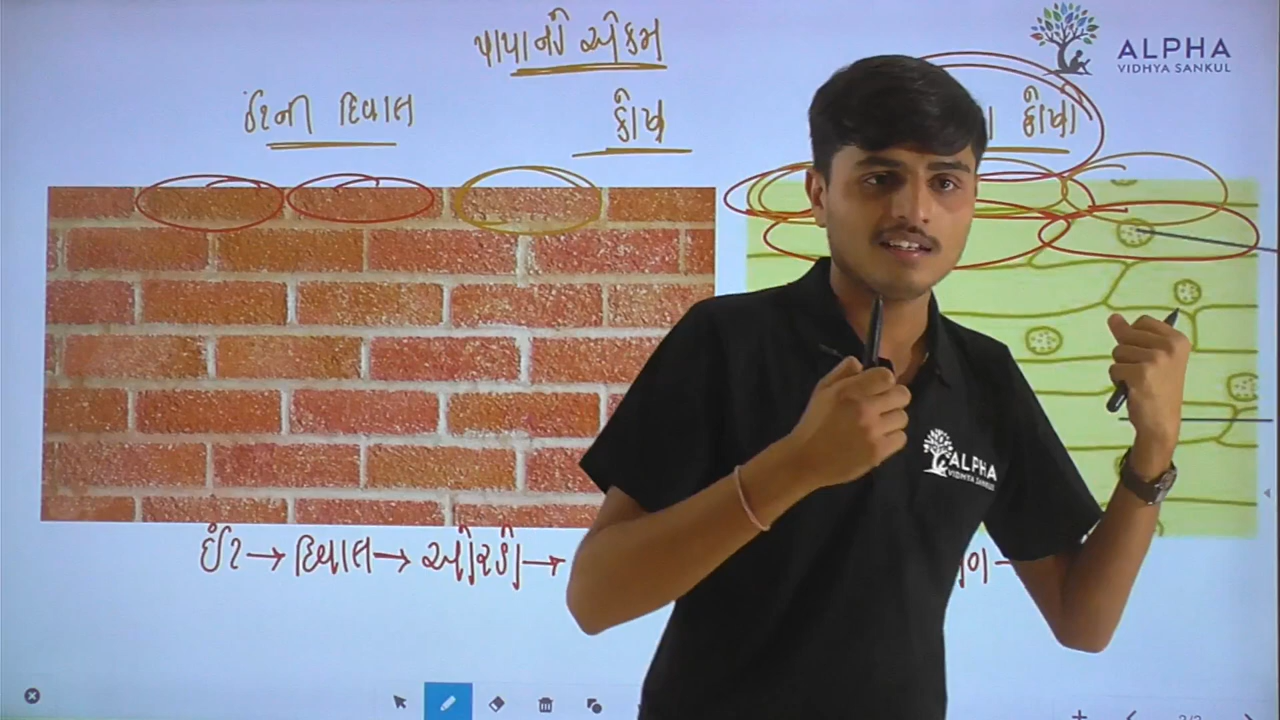 પાયાનો એકમ
ALPHA
VIDHYA SANKUL
ઈંટની દિવાલ
કોષ
કોષો
ઈંટ → દિવાલ → ઓરડો →
ALPHA
VIDHYA SANKUL